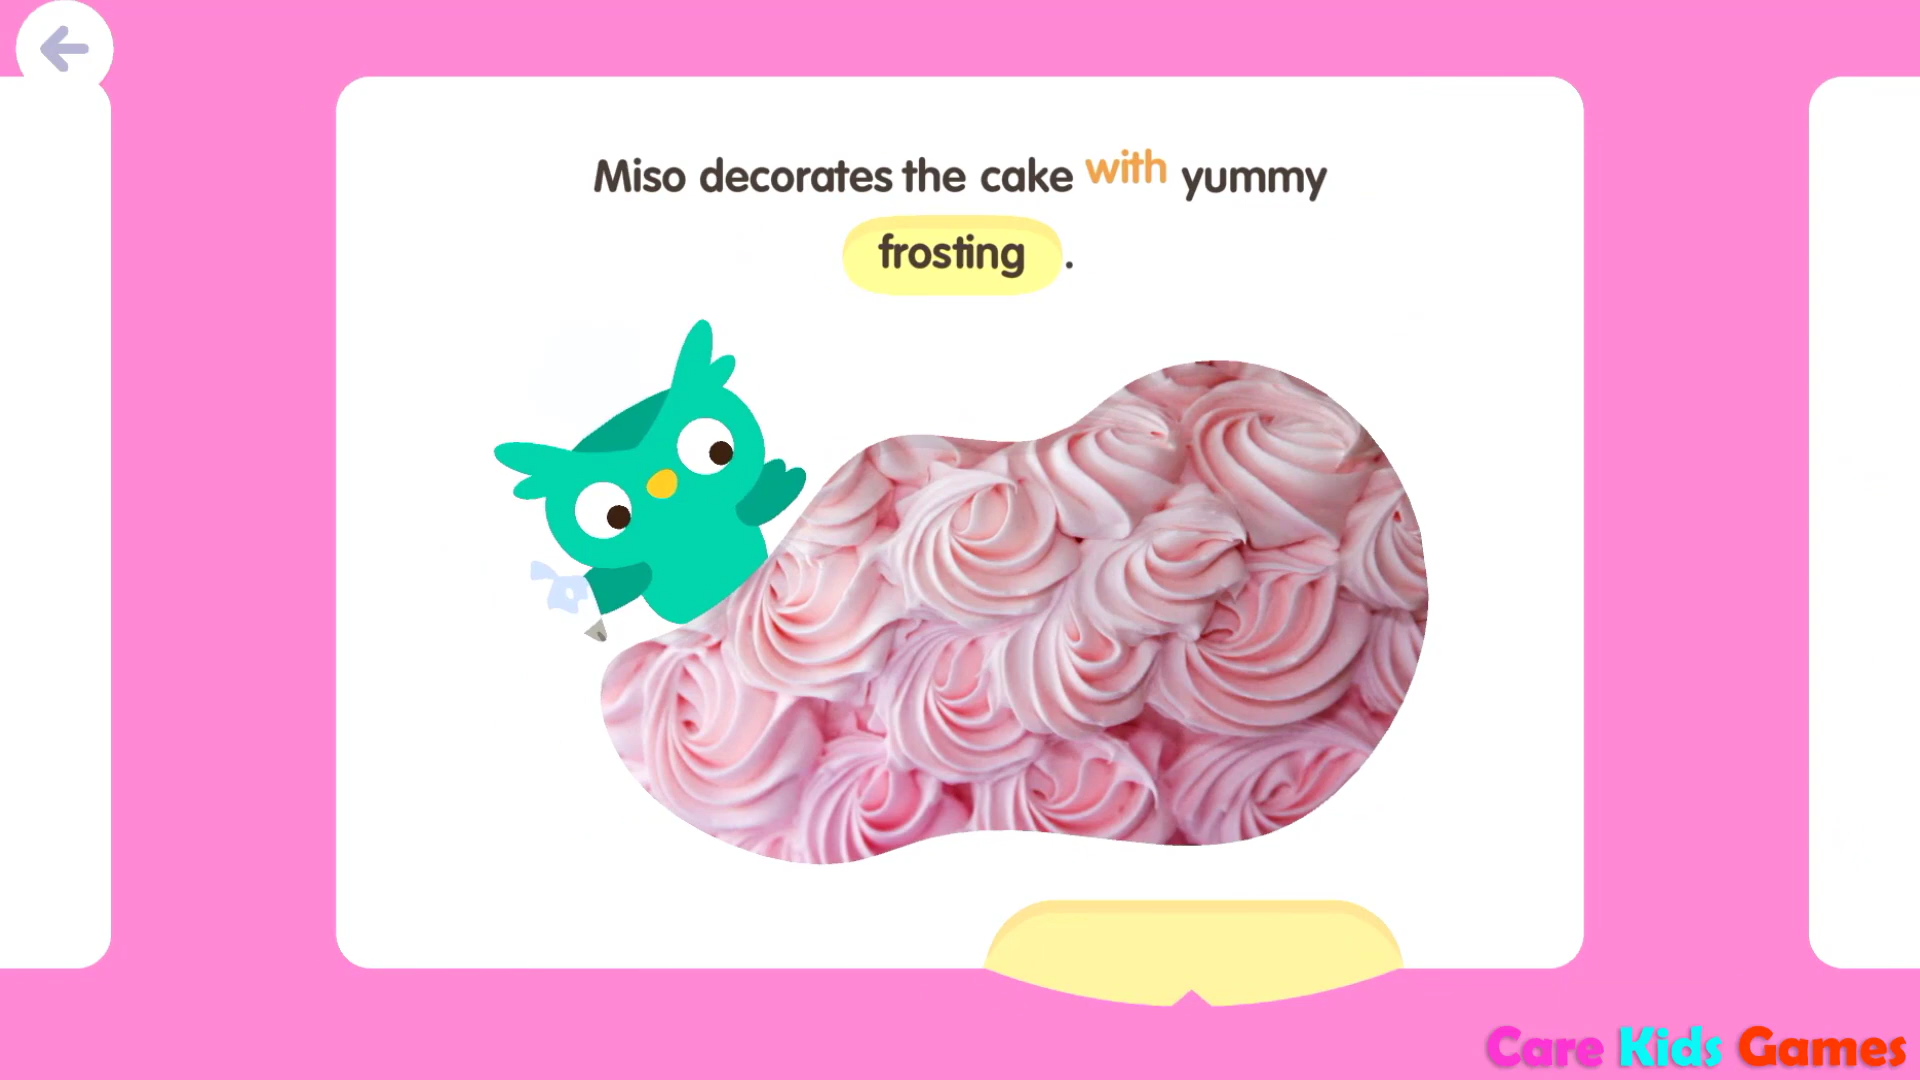 Miso decorates the cake with yummy
frosting .
Care Kids Games